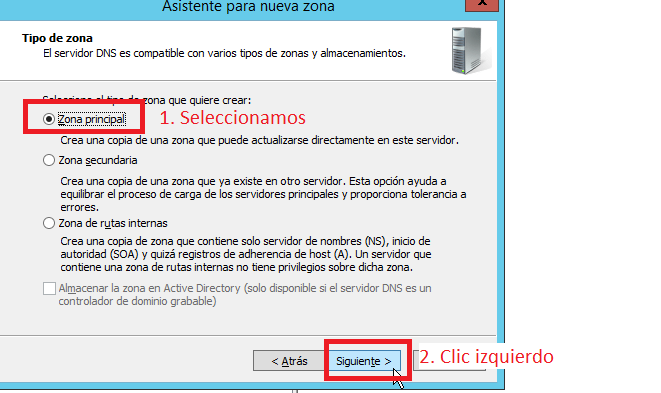 Asistente para nueva zona
x
Tipo de zona
El servidor DNS es compatible con varios tipos de zonas y almacenamientos.
Seleccione el tipo de zona que quiere crear:
Zona principal 1. Seleccionamos
Crea una copia de una zona que puede actualizarse directamente en este servidor.
Zona secundaria
Crea una copia de una zona que ya existe en otro servidor. Esta opción ayuda a
equilibrar el proceso de carga de los servidores principales y proporciona tolerancia a
errores.
Zona de rutas internas
Crea una copia de zona que contiene solo servidor de nombres (NS), inicio de
autoridad (SOA) y quizá registros de adherencia de host (A). Un servidor que
contiene una zona de rutas internas no tiene privilegios sobre dicha zona.
Almacenar la zona en Active Directory (solo disponible si el servidor DNS es un
controlador de dominio grabable)
< Atrás Siguiente > 2. Clic izquierdo